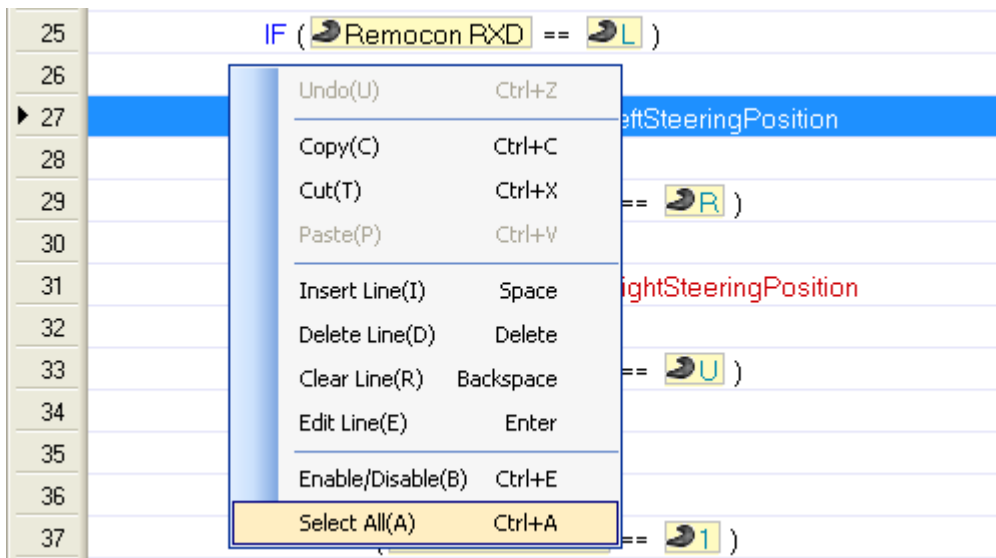 25 IF ( Remocon RXD == L )
26
Undo(U) Ctrl+Z
27 eftSteeringPosition
Copy(C) Ctrl+C
28
Cut(T) Ctrl+X
29 == R )
Paste(P) Ctrl+V
30
31 ightSteeringPosition
Insert Line(I) Space
32
Delete Line(D) Delete
33 == U )
Clear Line(R) Backspace
34
Edit Line(E) Enter
35
Enable/Disable(B) Ctrl+E
36
Select All(A) Ctrl+A
37 ( == 1 )